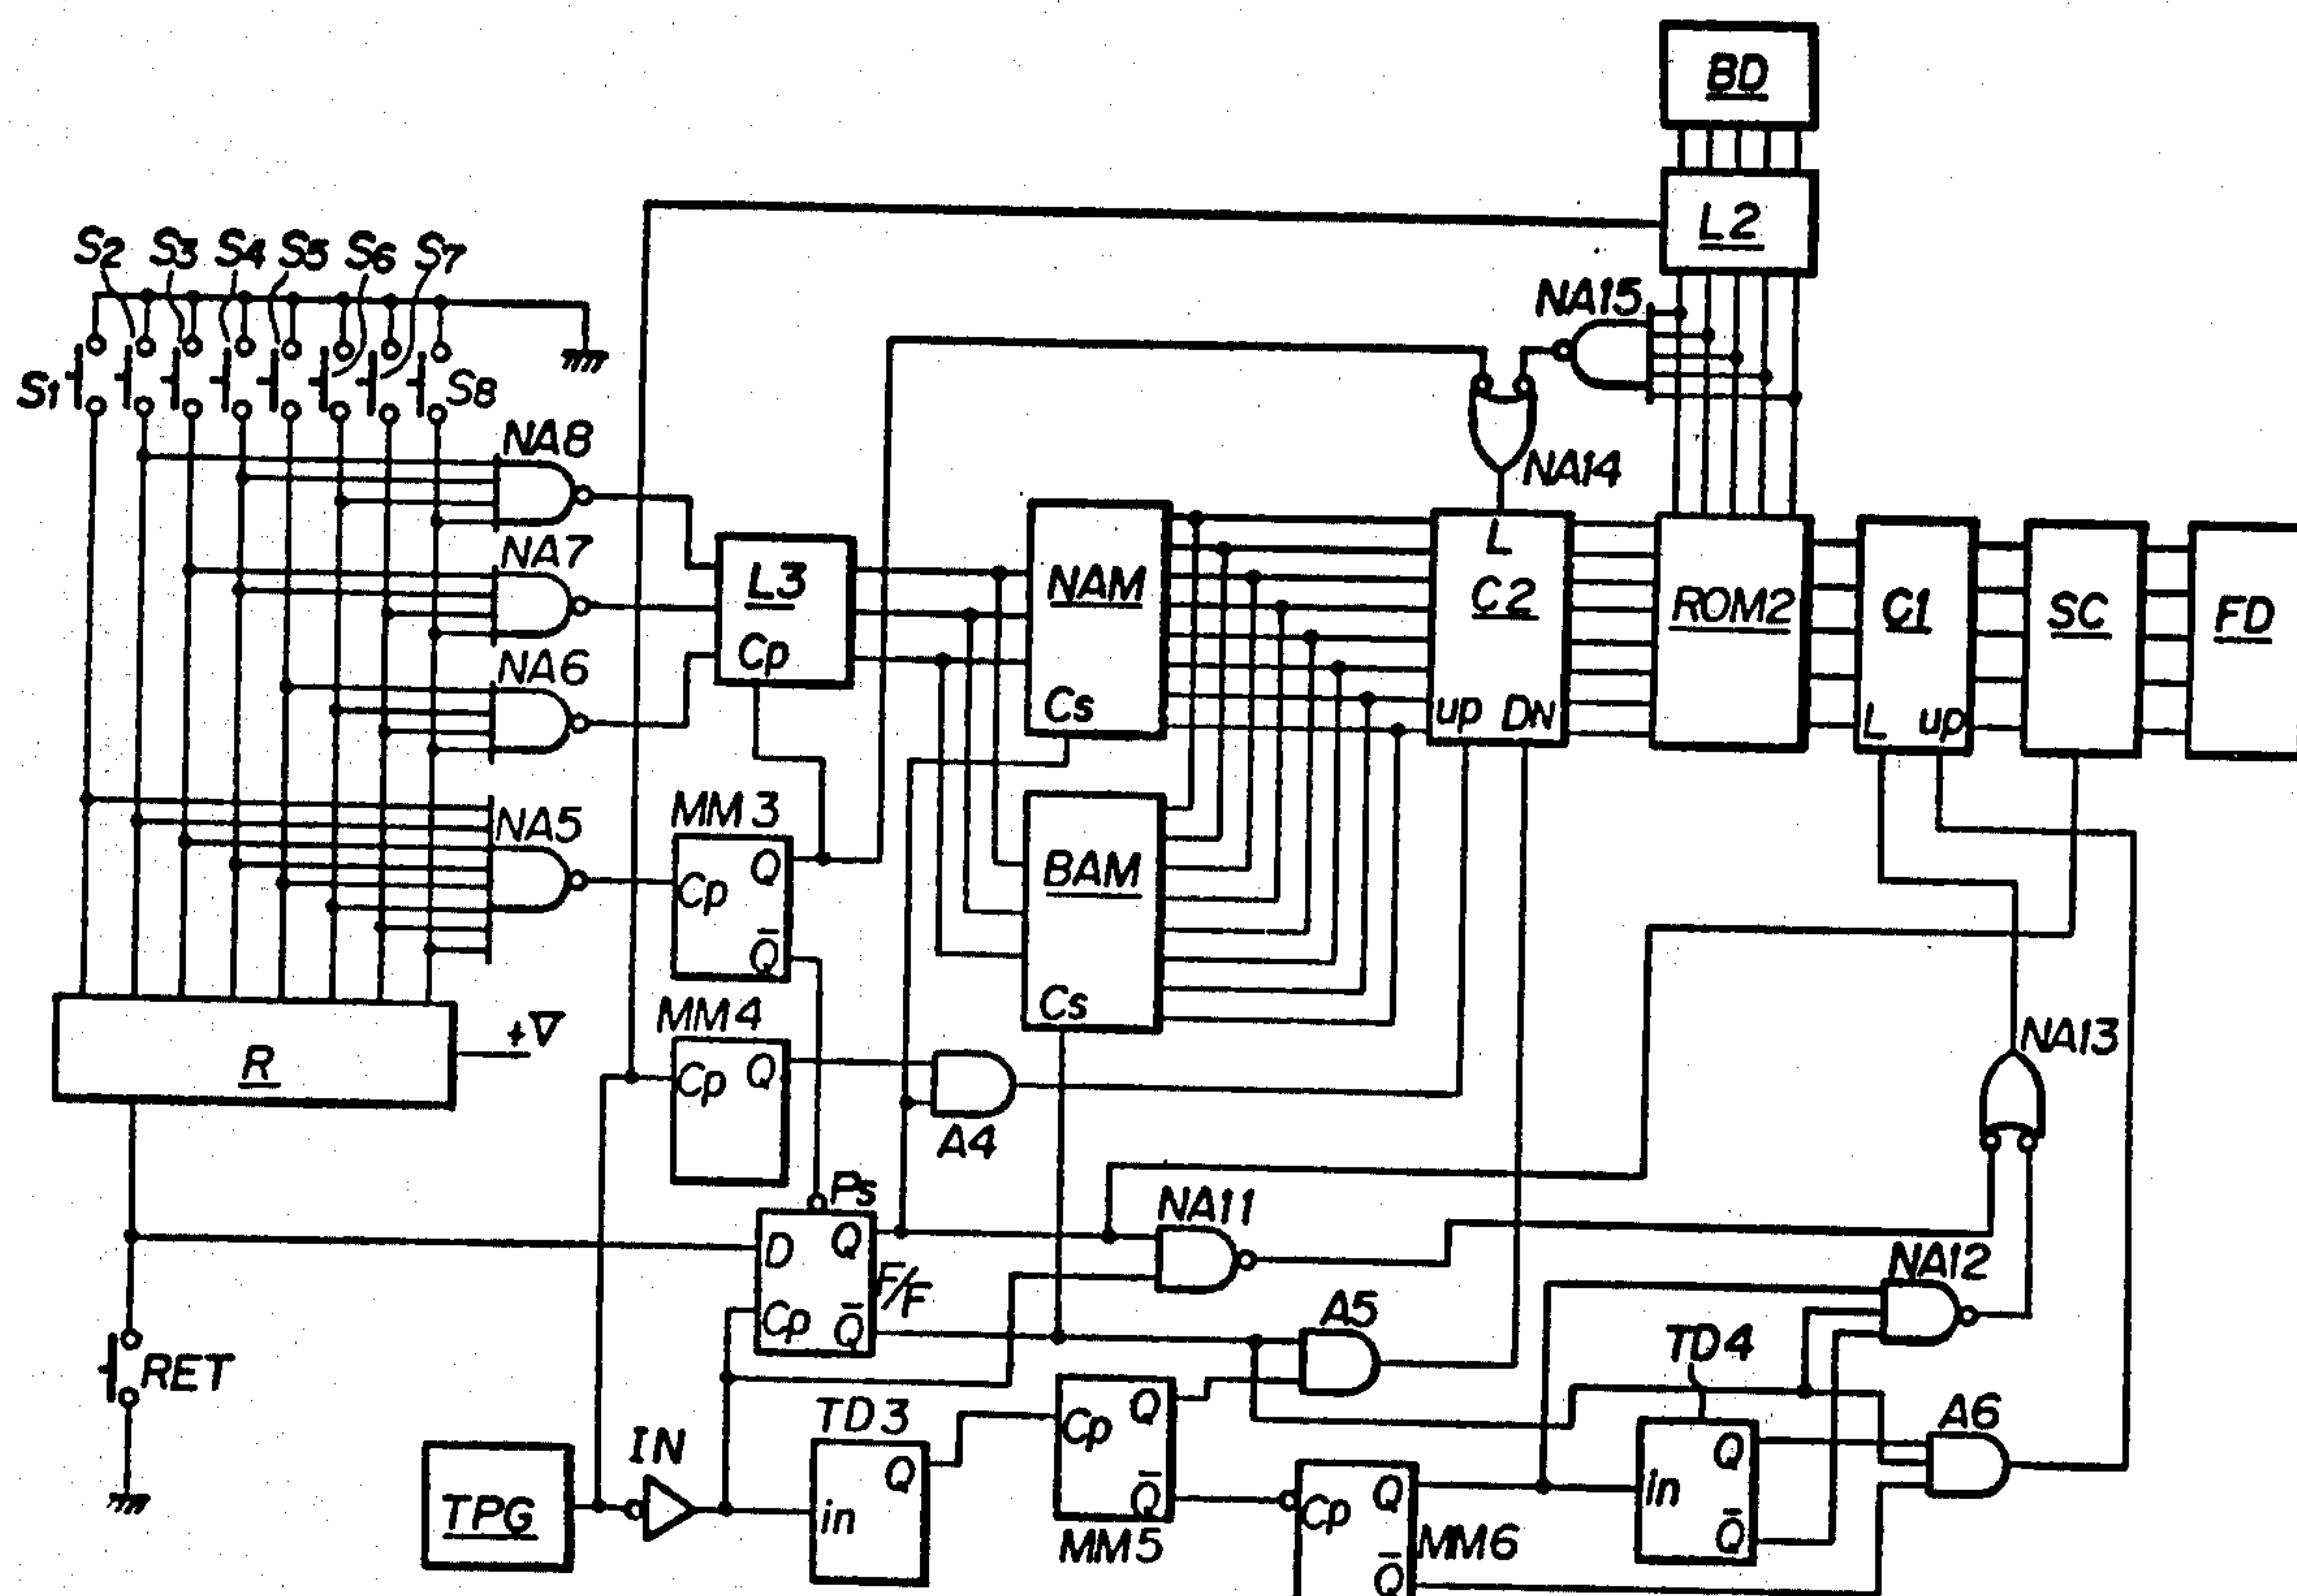 BD
L2
S2 S3 S4 S5 S6 S7
NA15
S1
S8
NA8
NA14
NA7
L3
Cp
NAM
Cs
L
C2
up DN
ROM2
C1
L up
SC
FD
NA6
MM3
NA5
Cp Q
Q̄
BAM
Cs
MM4
+V
R
Cp Q
A4
NA13
Ps
NA11
D Q
F/F
Cp Q̄
NA12
A5
TD4
RET
TD3
Cp Q
Q̄
A6
IN
Q
in
TPG
Cp Q
Q̄
in Q
Q̄
MM5
MM6